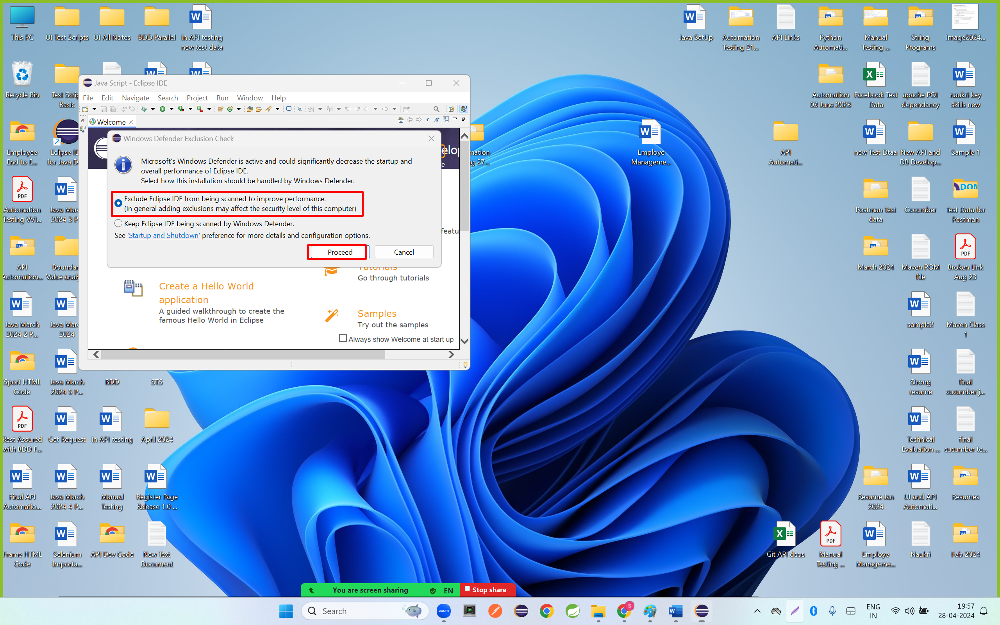 This PC
UI Test Scripts
UI All Notes
BDD Parallel
In API testing
new test data
Java SetUp
Automation
Testing 21...
API Links
Python
Automati...
Manual
Testing ...
String
Programs
Image2024...
Recycle Bin
Basic
Automation
03 June 2023
Facebook Test
Data
apache POI
dependancy
naukri key
skills new
Java Script - Eclipse IDE
File Edit Navigate Search Project Run Window Help
Welcome
Windows Defender Exclusion Check
Microsoft's Windows Defender is active and could significantly decrease the startup and
overall performance of Eclipse IDE.
Select how this installation should be handled by Windows Defender:
Exclude Eclipse IDE from being scanned to improve performance.
(In general adding exclusions may affect the security level of this computer)
Keep Eclipse IDE being scanned by Windows Defender.
See 'Startup and Shutdown' preference for more details and configuration options.
Proceed
Cancel
Tutorials
Go through tutorials
Create a Hello World
application
A guided walkthrough to create the
famous Hello World in Eclipse
Samples
Try out the samples
Always show Welcome at start up
Employee
End to E...
Eclipse ID
for Java D
Employe
Manageme...
API
Automati...
new Test Dtaa
New API and
DB Develop...
Sample 1
Automation
Testing VVI...
Java Marc
2024 3 P
Postman Test
data
Cucumber
Test Data for
Postman
API
Automation...
Boundar
Value analy
March 2024
Maven POM
file
Broken Link
Aug 23
Java March
2024 2 P...
Java Marc
2024
sample2
Maven Class
1
Sport HTML
Code
Java March
2024 5 P...
BDD
STS
Strong
resume
final
cucumber j...
Rest Assured
with BDD F...
Get Request
In API testing
April 2024
Technical
Evaluation ...
final
cucumber te...
Final API
Automatio...
Java March
2024 4 P...
Manual
Testing
Register Page
Release 1.0 ...
Resume Jan
2024
UI and API
Automati...
Resumes
Frame HTML
Code
Selenium
Importa...
API Dev Code
New Text
Document
Git API dcos
Manual
Testing ...
Employe
Manageme...
Naukri
Feb 2024
You are screen sharing
EN
Stop share
Search
zoom
ENG
IN
19:57
28-04-2024